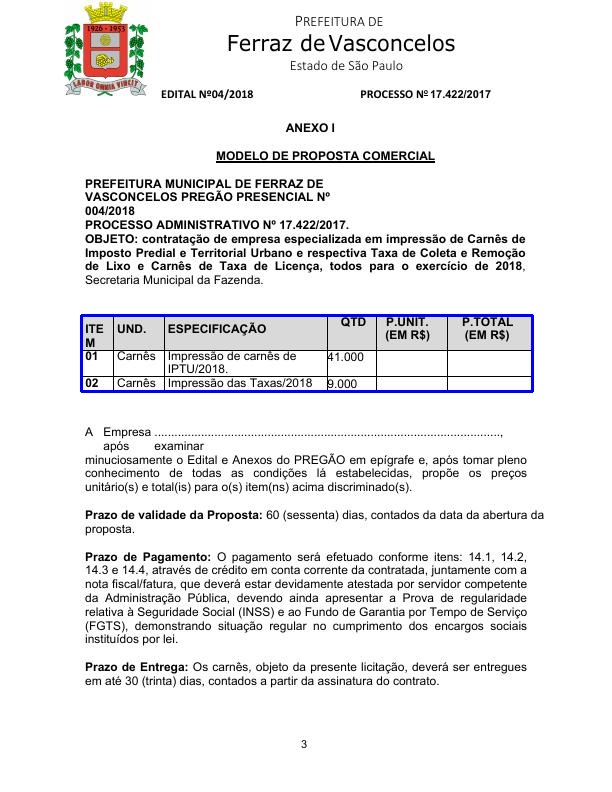 1926 - 1953
LABOR OMNIA VINCIT
PREFEITURA DE
Ferraz de Vasconcelos
Estado de São Paulo
EDITAL Nº04/2018 PROCESSO Nº 17.422/2017
ANEXO I
MODELO DE PROPOSTA COMERCIAL
PREFEITURA MUNICIPAL DE FERRAZ DE
VASCONCELOS PREGÃO PRESENCIAL Nº
004/2018
PROCESSO ADMINISTRATIVO Nº 17.422/2017.
OBJETO: contratação de empresa especializada em impressão de Carnês de
Imposto Predial e Territorial Urbano e respectiva Taxa de Coleta e Remoção
de Lixo e Carnês de Taxa de Licença, todos para o exercício de 2018,
Secretaria Municipal da Fazenda.
ITE
M UND. ESPECIFICAÇÃO QTD P.UNIT.
(EM R$) P.TOTAL
(EM R$)
01 Carnês Impressão de carnês de
IPTU/2018. 41.000
02 Carnês Impressão das Taxas/2018 9.000
A Empresa ........................................................................................................,
após examinar
minuciosamente o Edital e Anexos do PREGÃO em epígrafe e, após tomar pleno
conhecimento de todas as condições lá estabelecidas, propõe os preços
unitário(s) e total(is) para o(s) item(ns) acima discriminado(s).
Prazo de validade da Proposta: 60 (sessenta) dias, contados da data da abertura da
proposta.
Prazo de Pagamento: O pagamento será efetuado conforme itens: 14.1, 14.2,
14.3 e 14.4, através de crédito em conta corrente da contratada, juntamente com a
nota fiscal/fatura, que deverá estar devidamente atestada por servidor competente
da Administração Pública, devendo ainda apresentar a Prova de regularidade
relativa à Seguridade Social (INSS) e ao Fundo de Garantia por Tempo de Serviço
(FGTS), demonstrando situação regular no cumprimento dos encargos sociais
instituídos por lei.
Prazo de Entrega: Os carnês, objeto da presente licitação, deverá ser entregues
em até 30 (trinta) dias, contados a partir da assinatura do contrato.
3